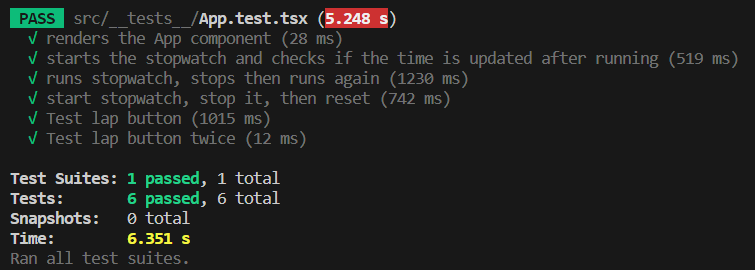 PASS src/__tests__/App.test.tsx (5.248 s)
√ renders the App component (28 ms)
√ starts the stopwatch and checks if the time is updated after running (519 ms)
√ runs stopwatch, stops then runs again (1230 ms)
√ start stopwatch, stop it, then reset (742 ms)
√ Test lap button (1015 ms)
√ Test lap button twice (12 ms)
Test Suites: 1 passed, 1 total
Tests: 6 passed, 6 total
Snapshots: 0 total
Time: 6.351 s
Ran all test suites.